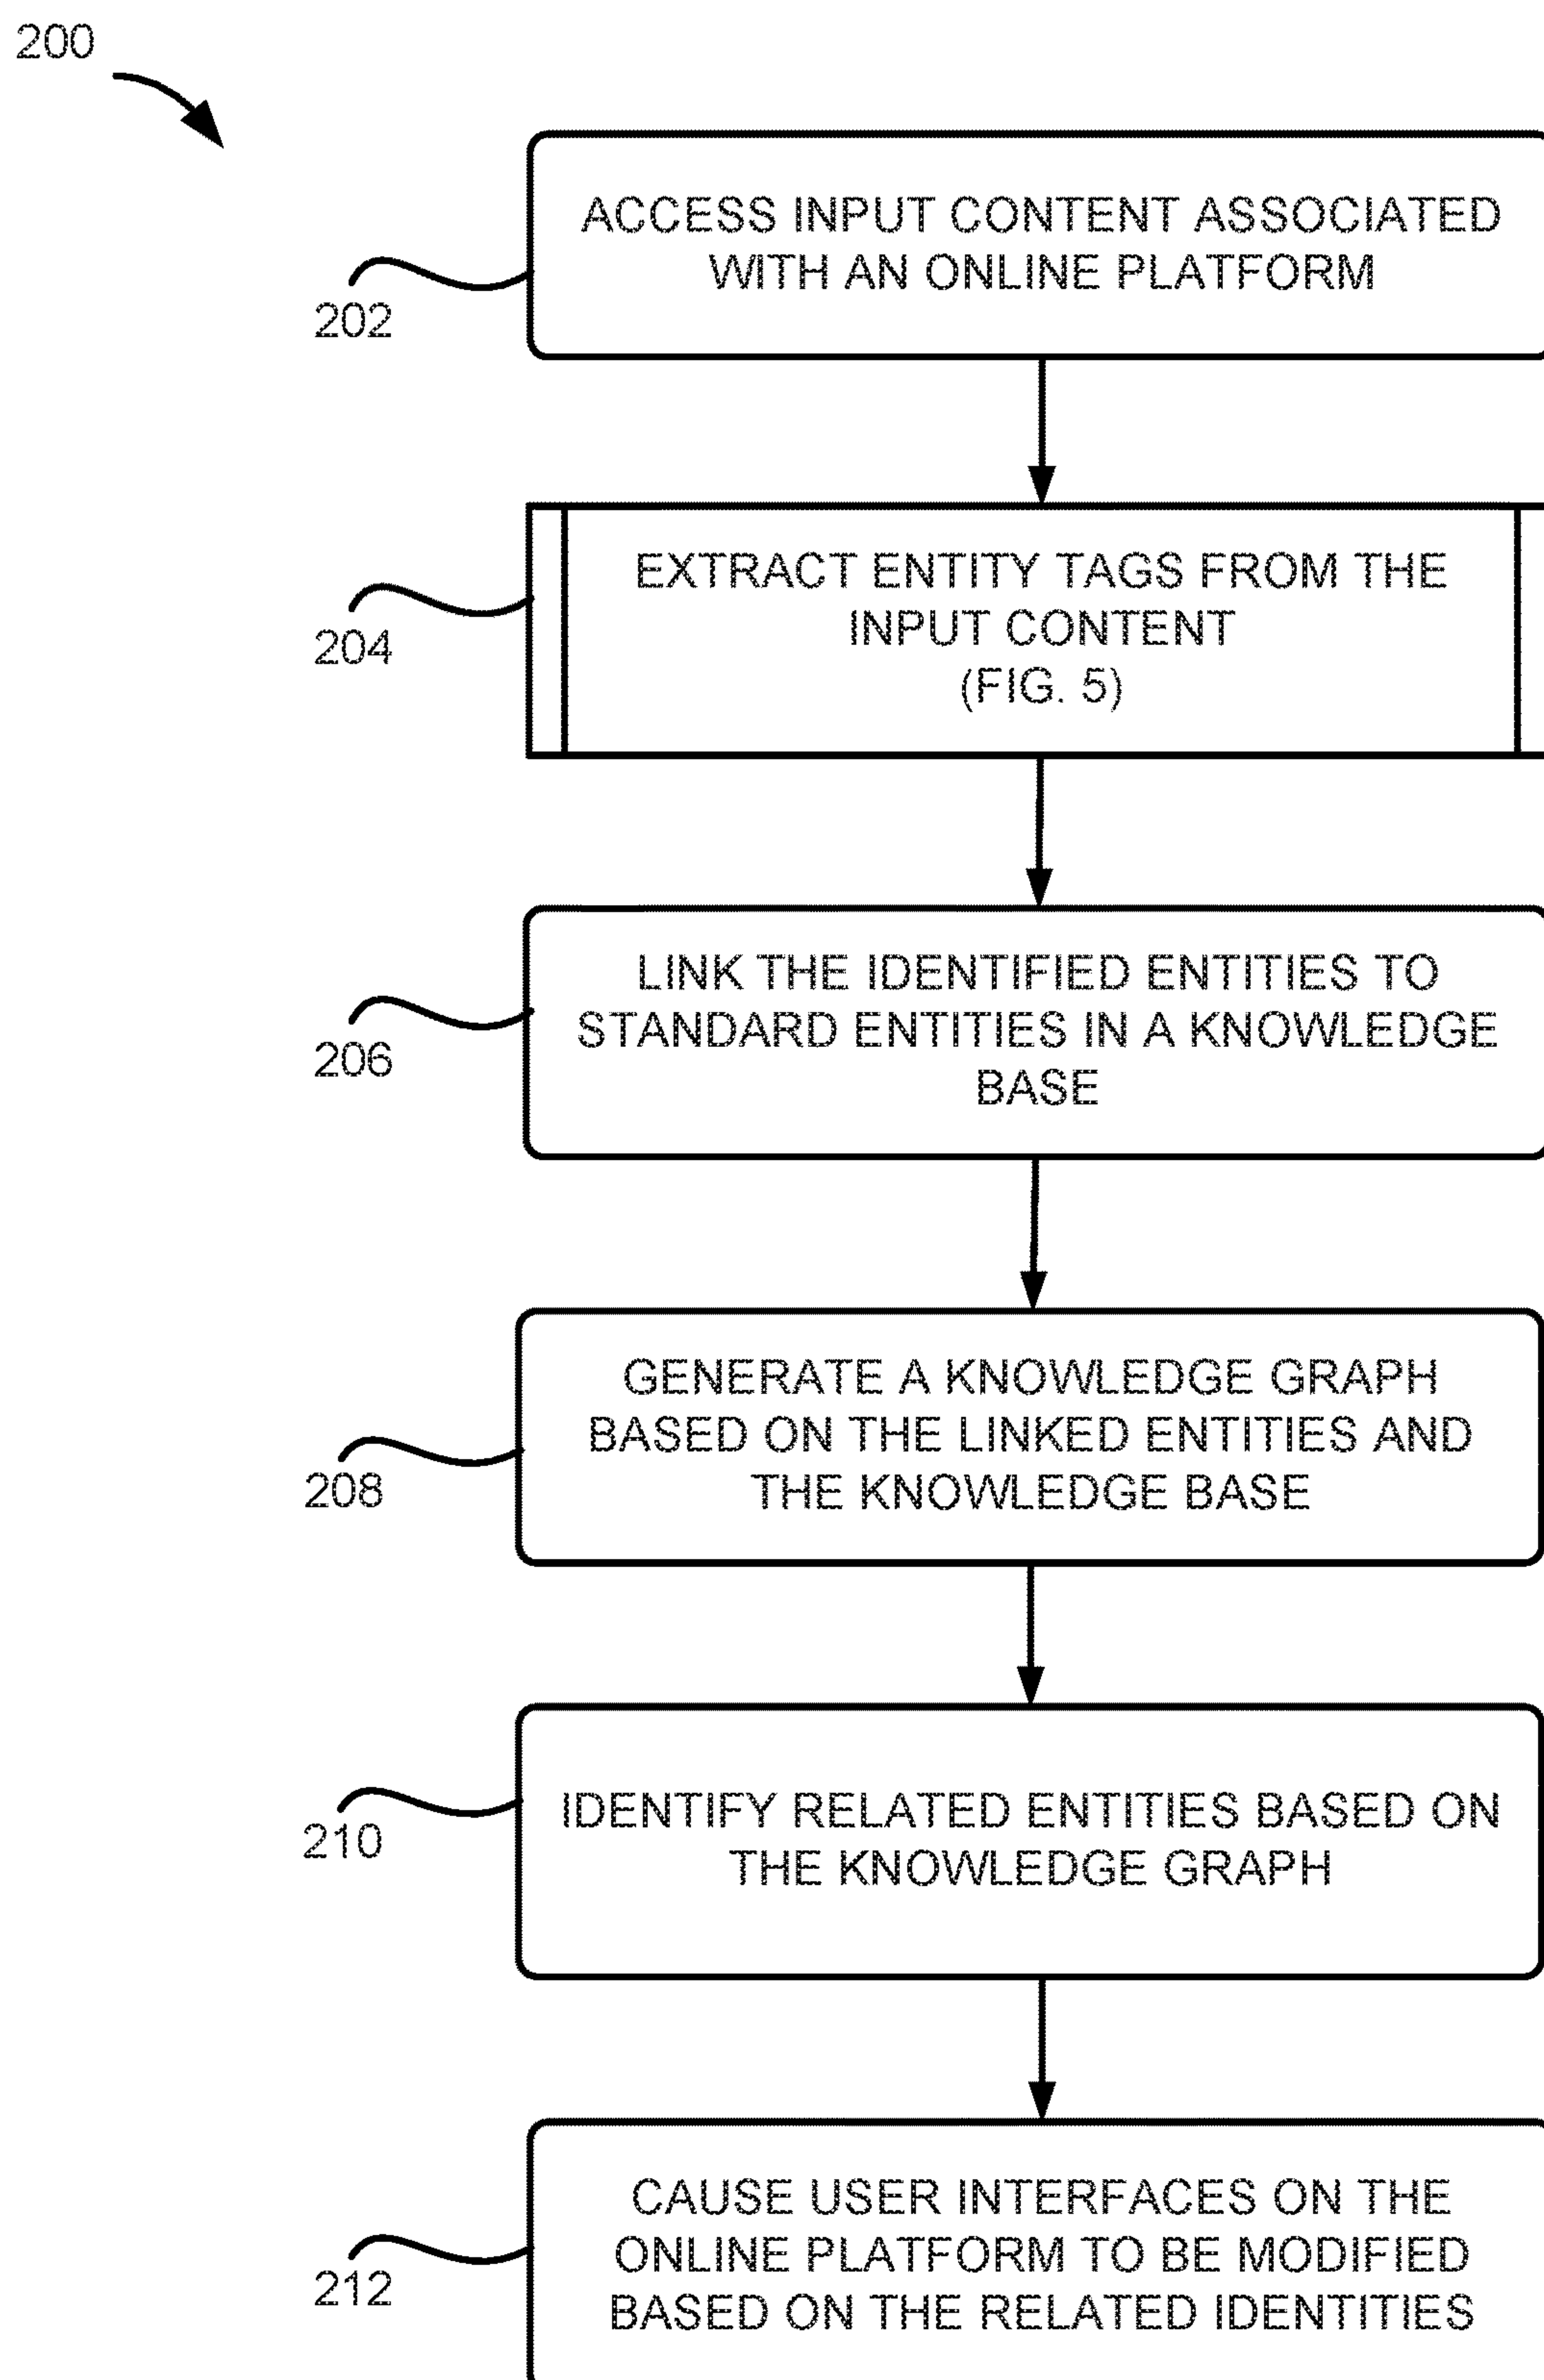 200
ACCESS INPUT CONTENT ASSOCIATED
WITH AN ONLINE PLATFORM
202
EXTRACT ENTITY TAGS FROM THE
INPUT CONTENT
(FIG. 5)
204
LINK THE IDENTIFIED ENTITIES TO
STANDARD ENTITIES IN A KNOWLEDGE
BASE
206
GENERATE A KNOWLEDGE GRAPH
BASED ON THE LINKED ENTITIES AND
THE KNOWLEDGE BASE
208
IDENTIFY RELATED ENTITIES BASED ON
THE KNOWLEDGE GRAPH
210
CAUSE USER INTERFACES ON THE
ONLINE PLATFORM TO BE MODIFIED
BASED ON THE RELATED IDENTITIES
212